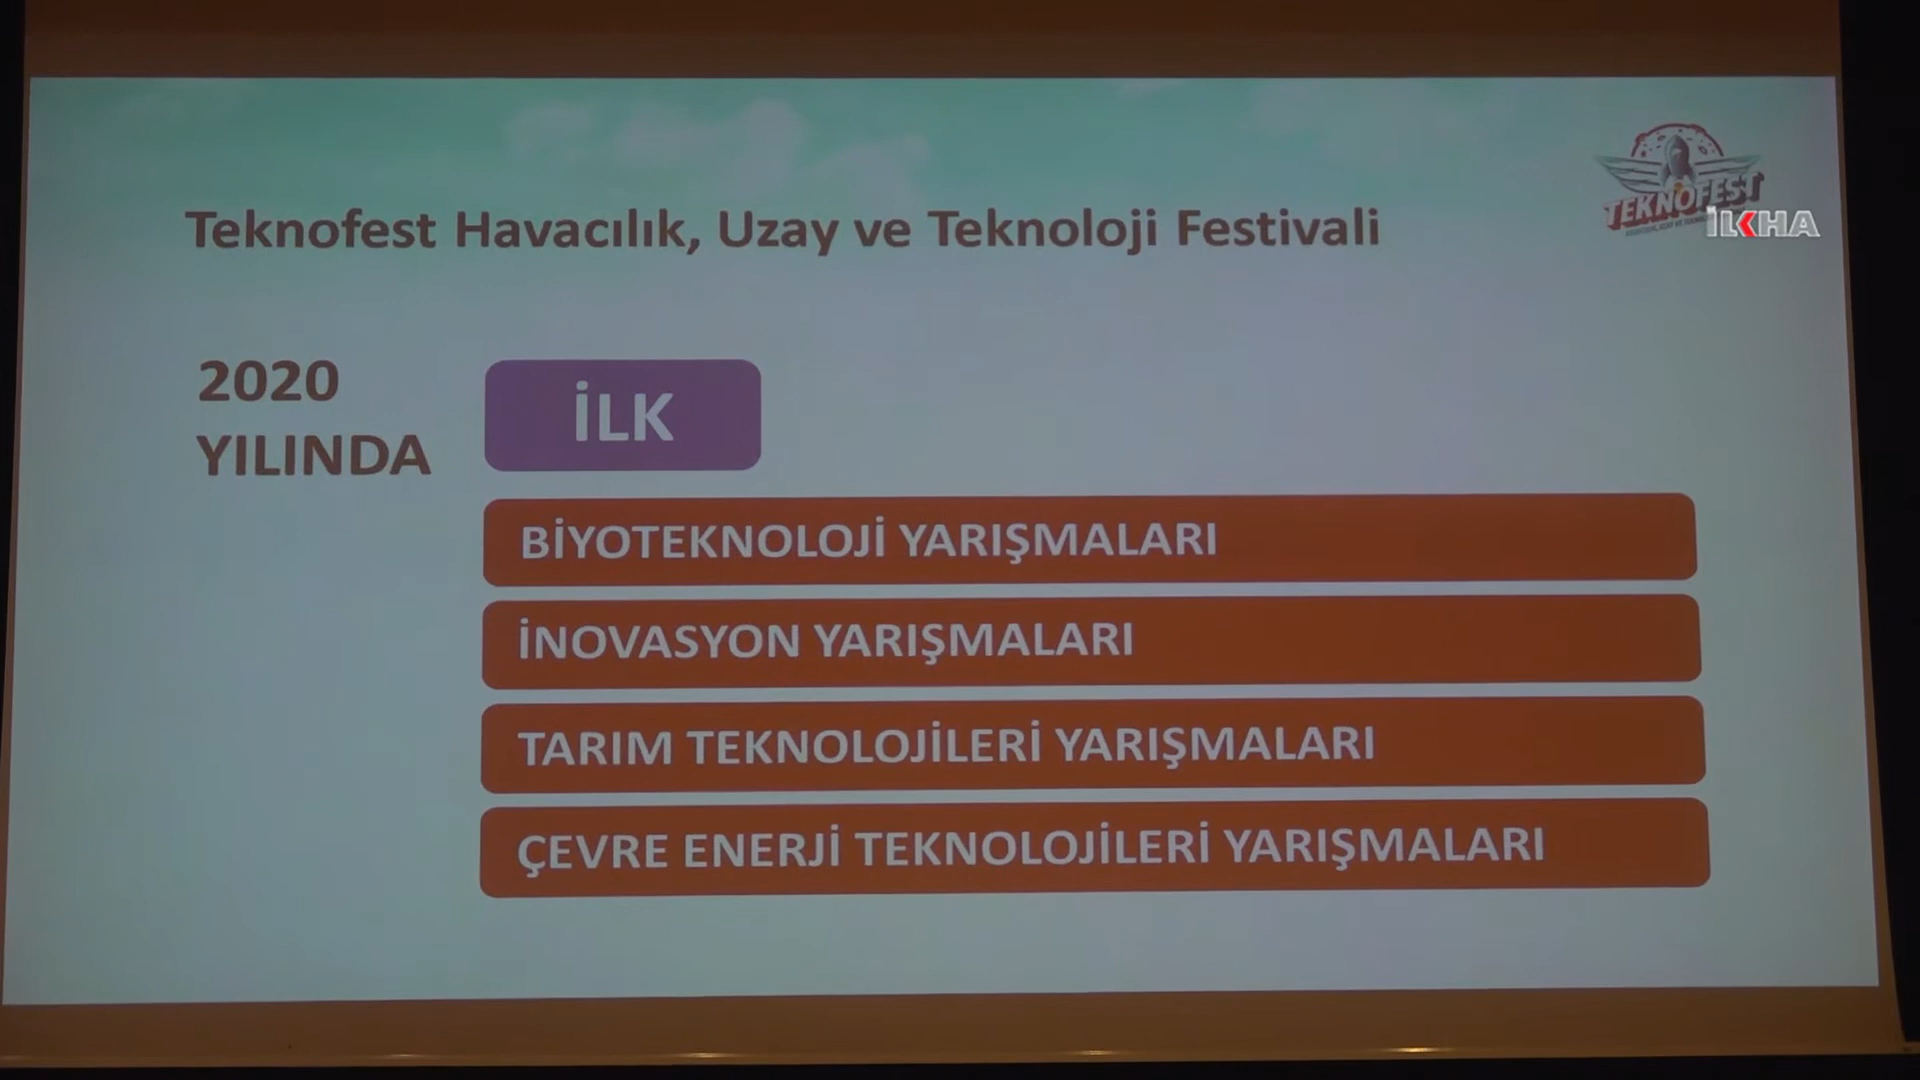 Teknofest Havacılık, Uzay ve Teknoloji Festivali
TEKNOFEST
İLKHA
2020
YILINDA
İLK
BİYOTEKNOLOJİ YARIŞMALARI
İNOVASYON YARIŞMALARI
TARIM TEKNOLOJİLERİ YARIŞMALARI
ÇEVRE ENERJİ TEKNOLOJİLERİ YARIŞMALARI